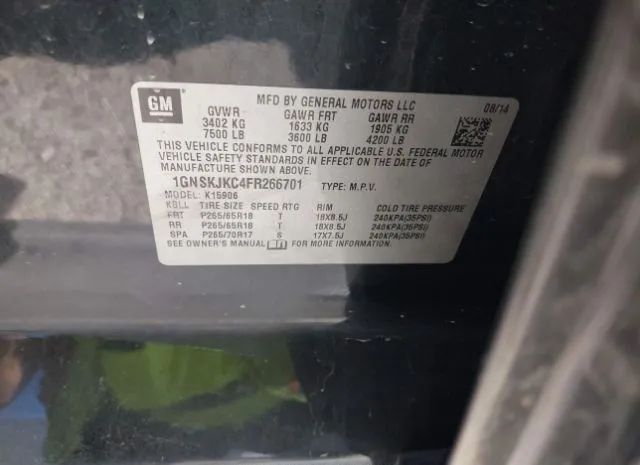 GM
MFD BY GENERAL MOTORS LLC 08/14
GVWR GAWR FRT GAWR RR
3402 KG 1633 KG 1905 KG
7500 LB 3600 LB 4200 LB
THIS VEHICLE CONFORMS TO ALL APPLICABLE U.S. FEDERAL MOTOR
VEHICLE SAFETY STANDARDS IN EFFECT ON THE DATE OF
MANUFACTURE SHOWN ABOVE.
1GNSKJKC4FR266701 TYPE: M.P.V.
MODEL: K15906
TIRE SIZE SPEED RTG RIM COLD TIRE PRESSURE
FRT P265/65R18 T 18X8.5J 240KPA(35PSI)
RR P265/65R18 T 18X8.5J 240KPA(35PSI)
SPA P265/70R17 S 17X7.5J 240KPA(35PSI)
SEE OWNER'S MANUAL